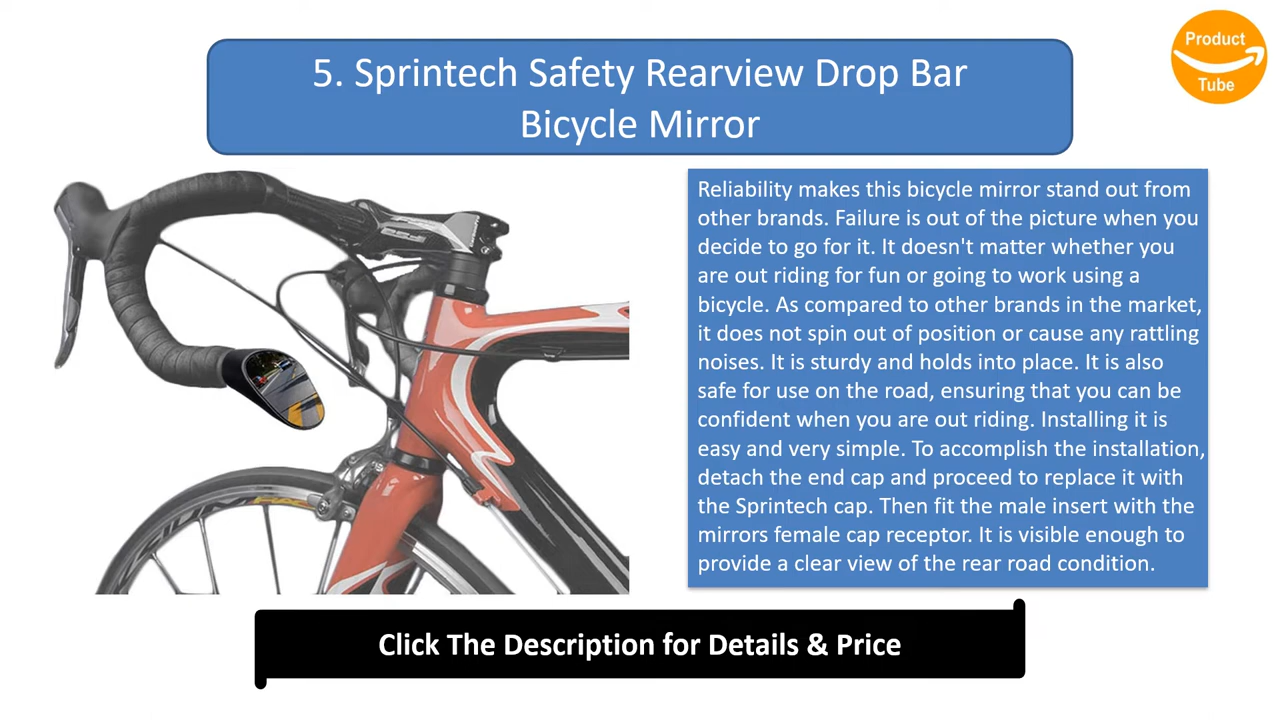 Product
Tube
5. Sprintech Safety Rearview Drop Bar
Bicycle Mirror
Reliability makes this bicycle mirror stand out from
other brands. Failure is out of the picture when you
decide to go for it. It doesn't matter whether you
are out riding for fun or going to work using a
bicycle. As compared to other brands in the market,
it does not spin out of position or cause any rattling
noises. It is sturdy and holds into place. It is also
safe for use on the road, ensuring that you can be
confident when you are out riding. Installing it is
easy and very simple. To accomplish the installation,
detach the end cap and proceed to replace it with
the Sprintech cap. Then fit the male insert with the
mirrors female cap receptor. It is visible enough to
provide a clear view of the rear road condition.
Click The Description for Details & Price